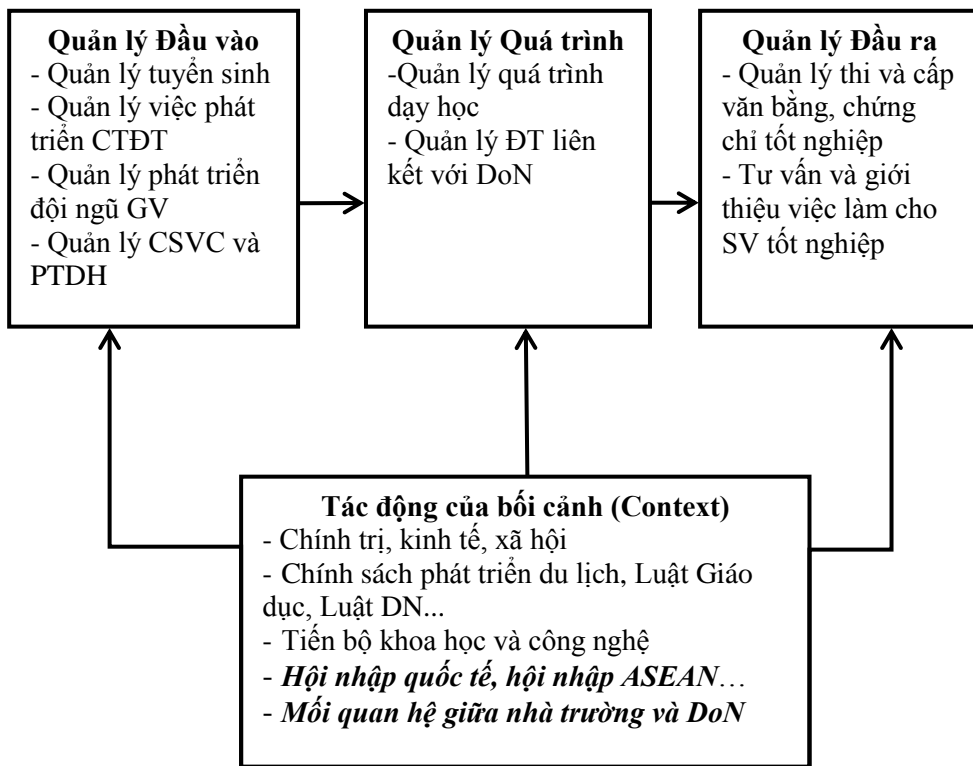 Quản lý Đầu vào
- Quản lý tuyển sinh
- Quản lý việc phát
triển CTĐT
- Quản lý phát triển
đội ngũ GV
- Quản lý CSVC và
PTDH
Quản lý Quá trình
-Quản lý quá trình
dạy học
- Quản lý ĐT liên
kết với DoN
Quản lý Đầu ra
- Quản lý thi và cấp
văn bằng, chứng
chỉ tốt nghiệp
- Tư vấn và giới
thiệu việc làm cho
SV tốt nghiệp
Tác động của bối cảnh (Context)
- Chính trị, kinh tế, xã hội
- Chính sách phát triển du lịch, Luật Giáo
dục, Luật DN...
- Tiến bộ khoa học và công nghệ
- Hội nhập quốc tế, hội nhập ASEAN…
- Mối quan hệ giữa nhà trường và DoN